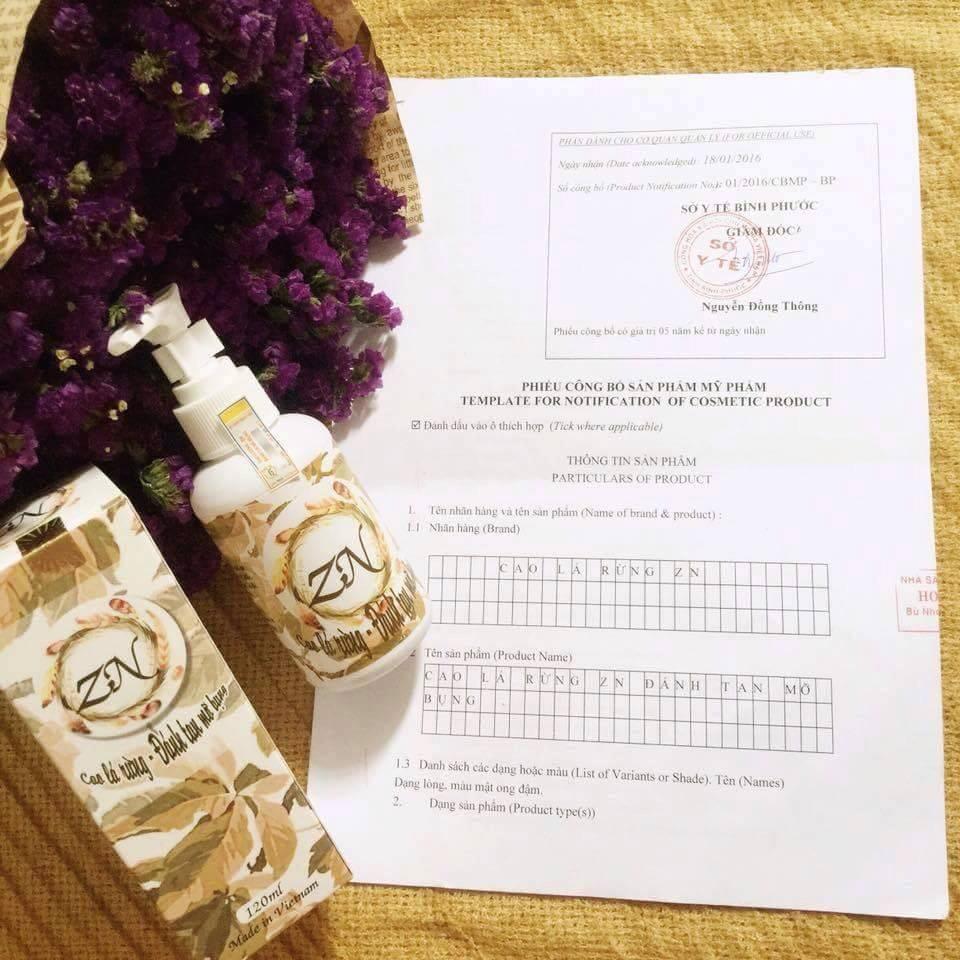 PHẦN DÀNH CHO CƠ QUAN QUẢN LÝ (FOR OFFICIAL USE)
Ngày nhận (Date acknowledged): 18/01/2016
Số công bố (Product Notification No.): 01/2016/CBMP – BP
SỞ Y TẾ BÌNH PHƯỚC
GIÁM ĐỐC
SỞ
Y TẾ
Nguyễn Đồng Thông
Phiếu công bố có giá trị 05 năm kể từ ngày nhận
PHIẾU CÔNG BỐ SẢN PHẨM MỸ PHẨM
TEMPLATE FOR NOTIFICATION OF COSMETIC PRODUCT
☑ Đánh dấu vào ô thích hợp (Tick where applicable)
THÔNG TIN SẢN PHẨM
PARTICULARS OF PRODUCT
1. Tên nhãn hàng và tên sản phẩm (Name of brand & product) :
1.1 Nhãn hàng (Brand)
CAO LÁ RỪNG ZN
NHÀ
HO
Bù Nho
Tên sản phẩm (Product Name)
CAO LÁ RỪNG ZN ĐÁNH TAN MỠ
BỤNG
1.3 Danh sách các dạng hoặc màu (List of Variants or Shade). Tên (Names)
Dạng lỏng, màu mật ong đậm.
2. Dạng sản phẩm (Product type(s))
ZN
Cao lá rừng - Đánh tan
ZN
Cao lá rừng - Đánh tan mỡ bụng
120ml
Made in Vietnam